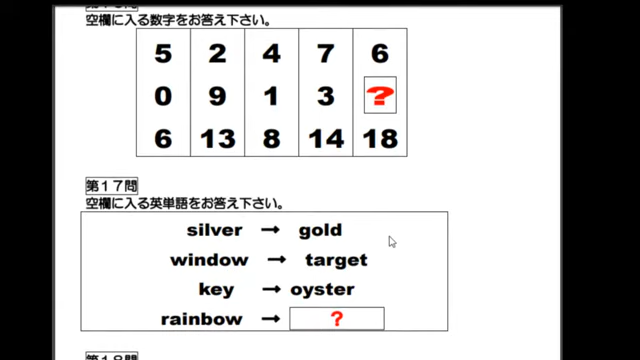 空欄に入る数字をお答え下さい。
5 2 4 7 6
0 9 1 3 ?
6 13 8 14 18
第17問
空欄に入る英単語をお答え下さい。
silver → gold
window → target
key → oyster
rainbow → ?